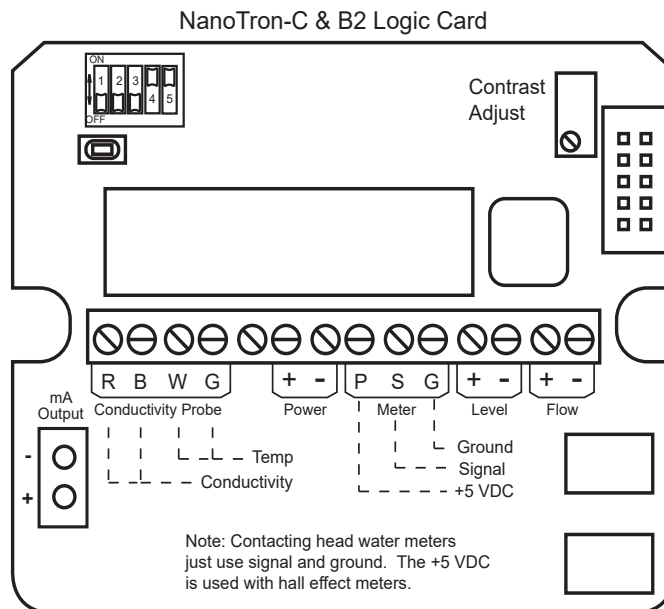 NanoTron-C & B2 Logic Card
ON
1 2 3 4 5
OFF
Contrast
Adjust
R B W G + - P S G + - + -
mA
Output
Conductivity Probe Power Meter Level Flow
-
+
Temp
Conductivity
Ground
Signal
+5 VDC
Note: Contacting head water meters
just use signal and ground. The +5 VDC
is used with hall effect meters.